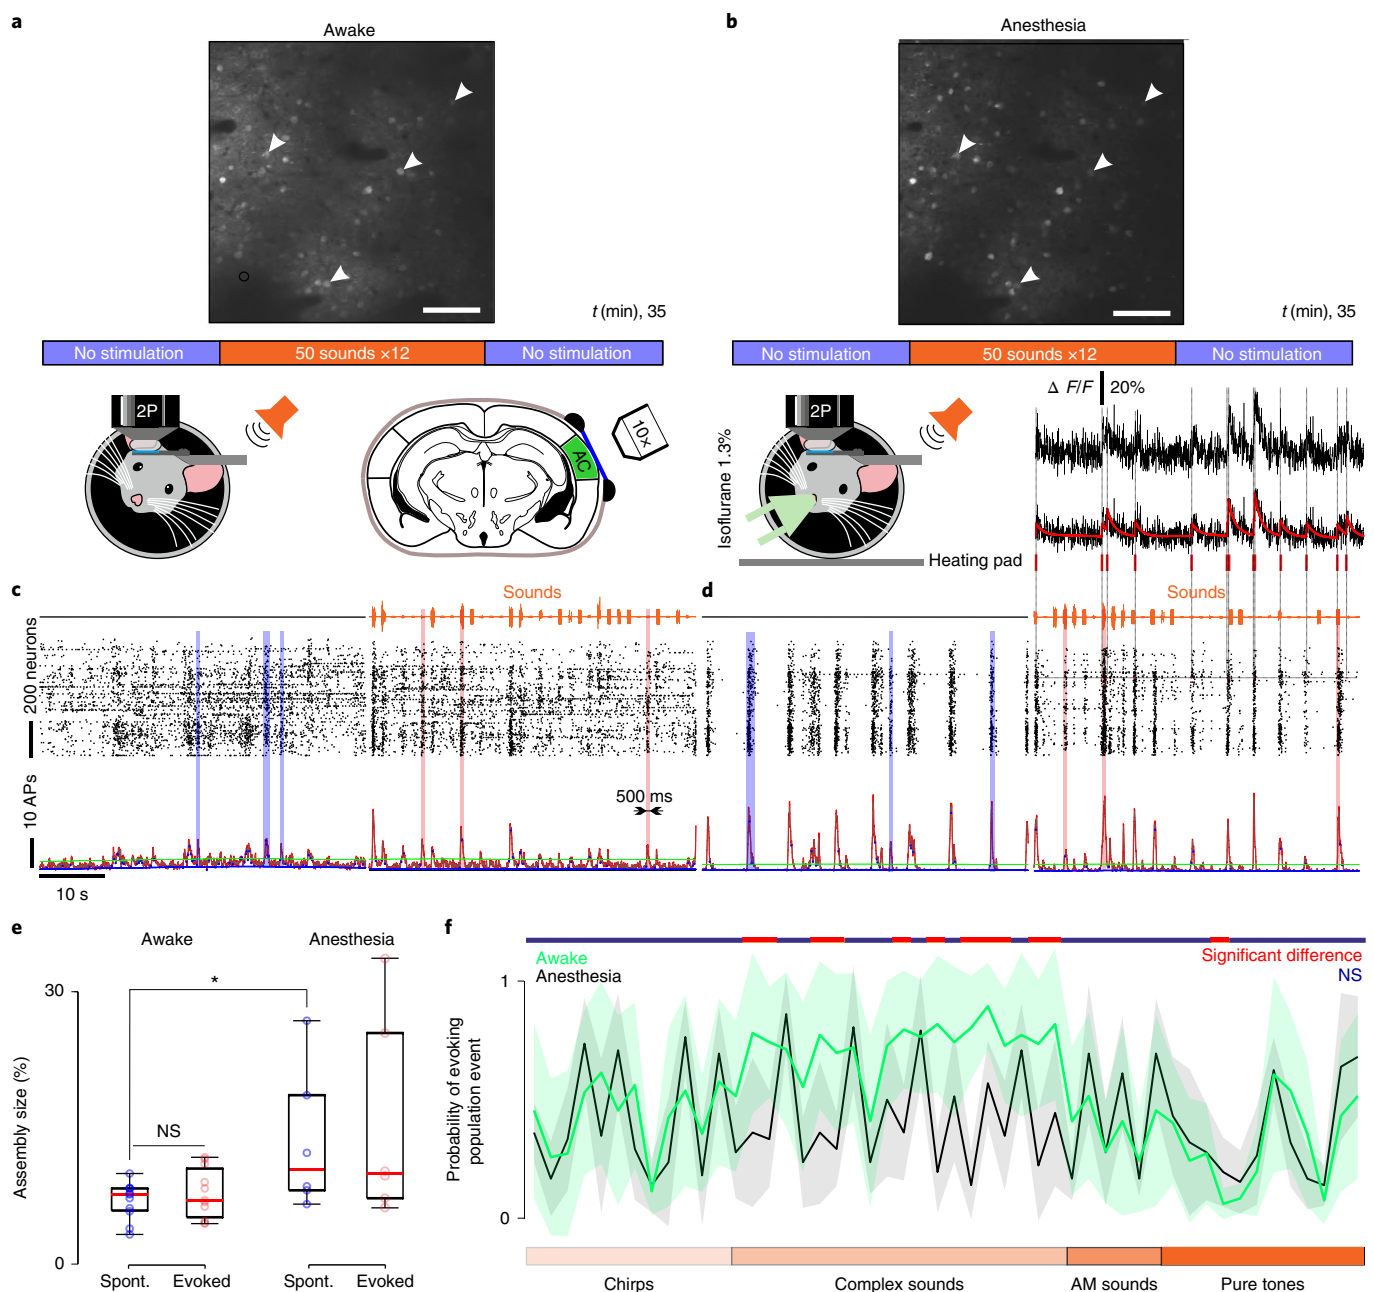 a
Awake
b
Anesthesia
t (min), 35
t (min), 35
No stimulation
50 sounds ×12
No stimulation
No stimulation
50 sounds ×12
No stimulation
2P
10×
AC
Isoflurane 1.3%
2P
Heating pad
Δ F/F
20%
c
Sounds
d
Sounds
200 neurons
10 APs
500 ms
10 s
e
Awake
Anesthesia
*
NS
30
0
Assembly size (%)
Spont.
Evoked
Spont.
Evoked
f
Awake
Anesthesia
Significant difference
NS
1
0
Probability of evoking
population event
Chirps
Complex sounds
AM sounds
Pure tones